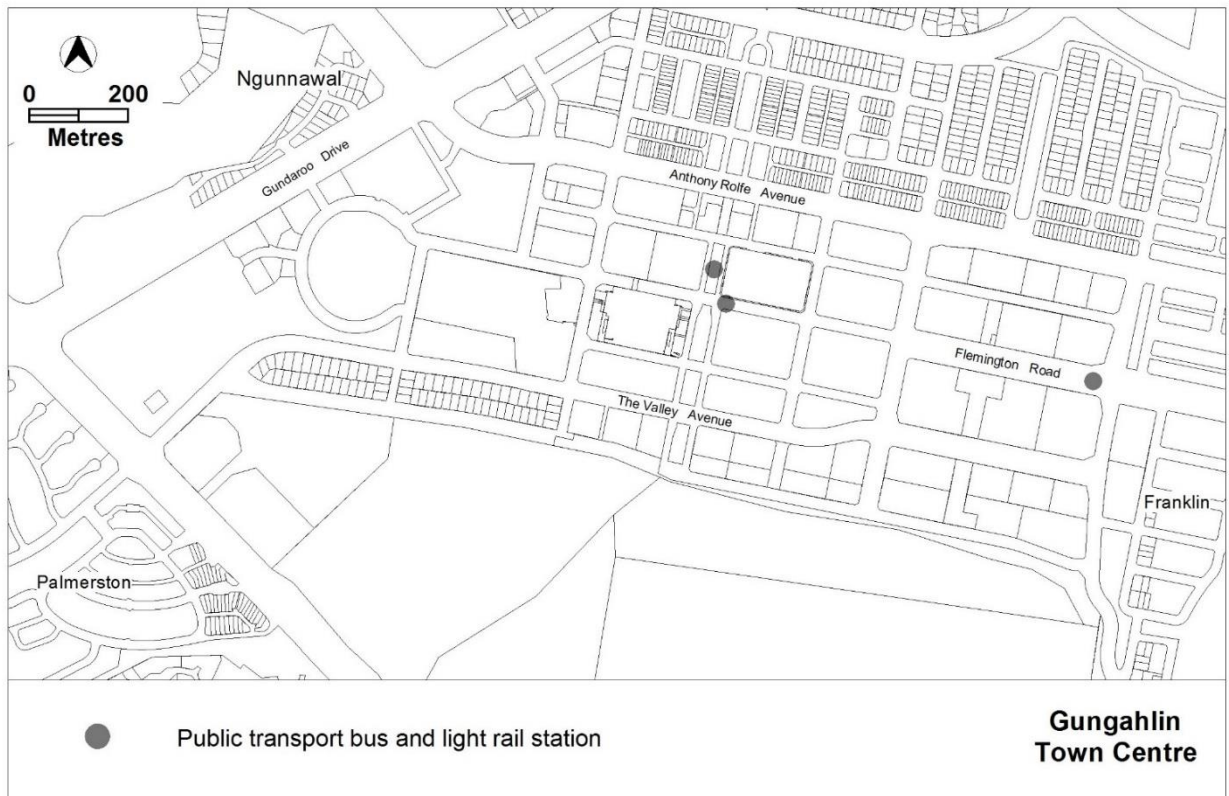 Ngunnawal
0 200
Metres
Gundaroo Drive
Anthony Rolfe Avenue
Flemington Road
The Valley Avenue
Franklin
Palmerston
Public transport bus and light rail station
Gungahlin
Town Centre